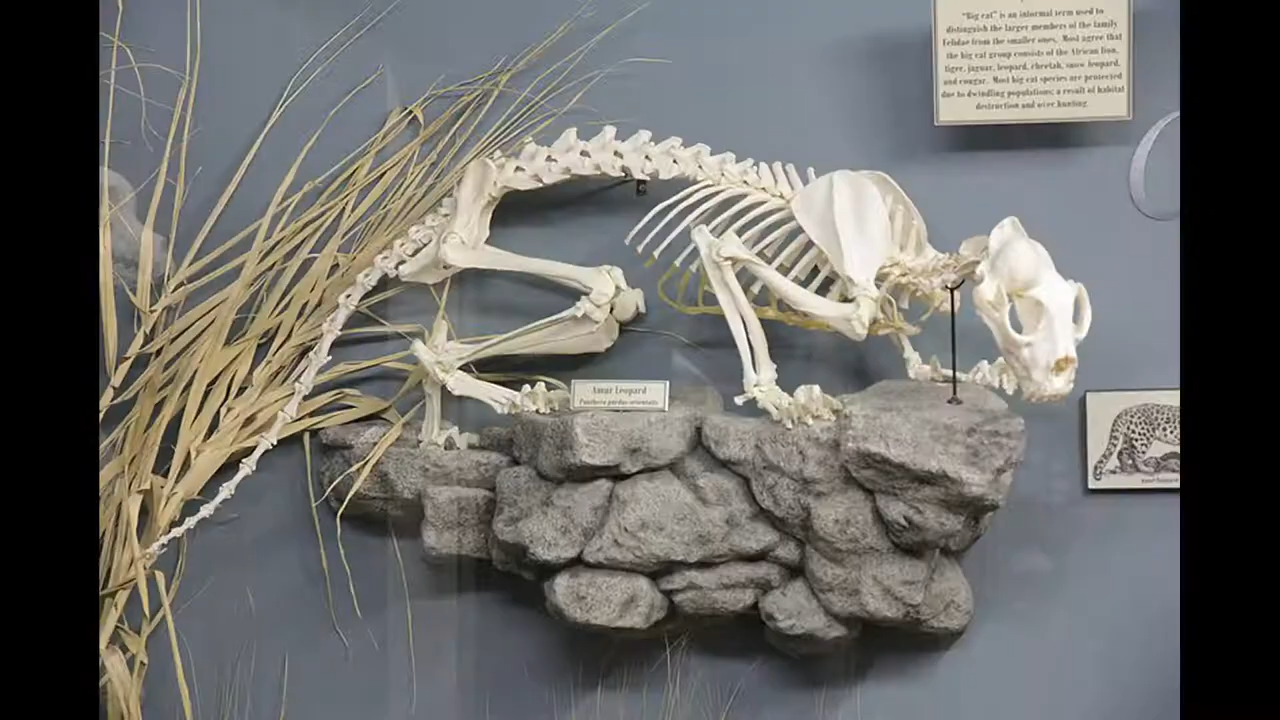 "Big cat" is an informal term used to
distinguish the larger members of the family
Felidae from the smaller ones. Most agree that
the big cat group consists of the African lion,
tiger, jaguar, leopard, cheetah, snow leopard,
and cougar. Most big cat species are protected
due to dwindling populations; a result of habitat
destruction and over hunting.
Amur Leopard
Panthera pardus orientalis
Amur Leopard